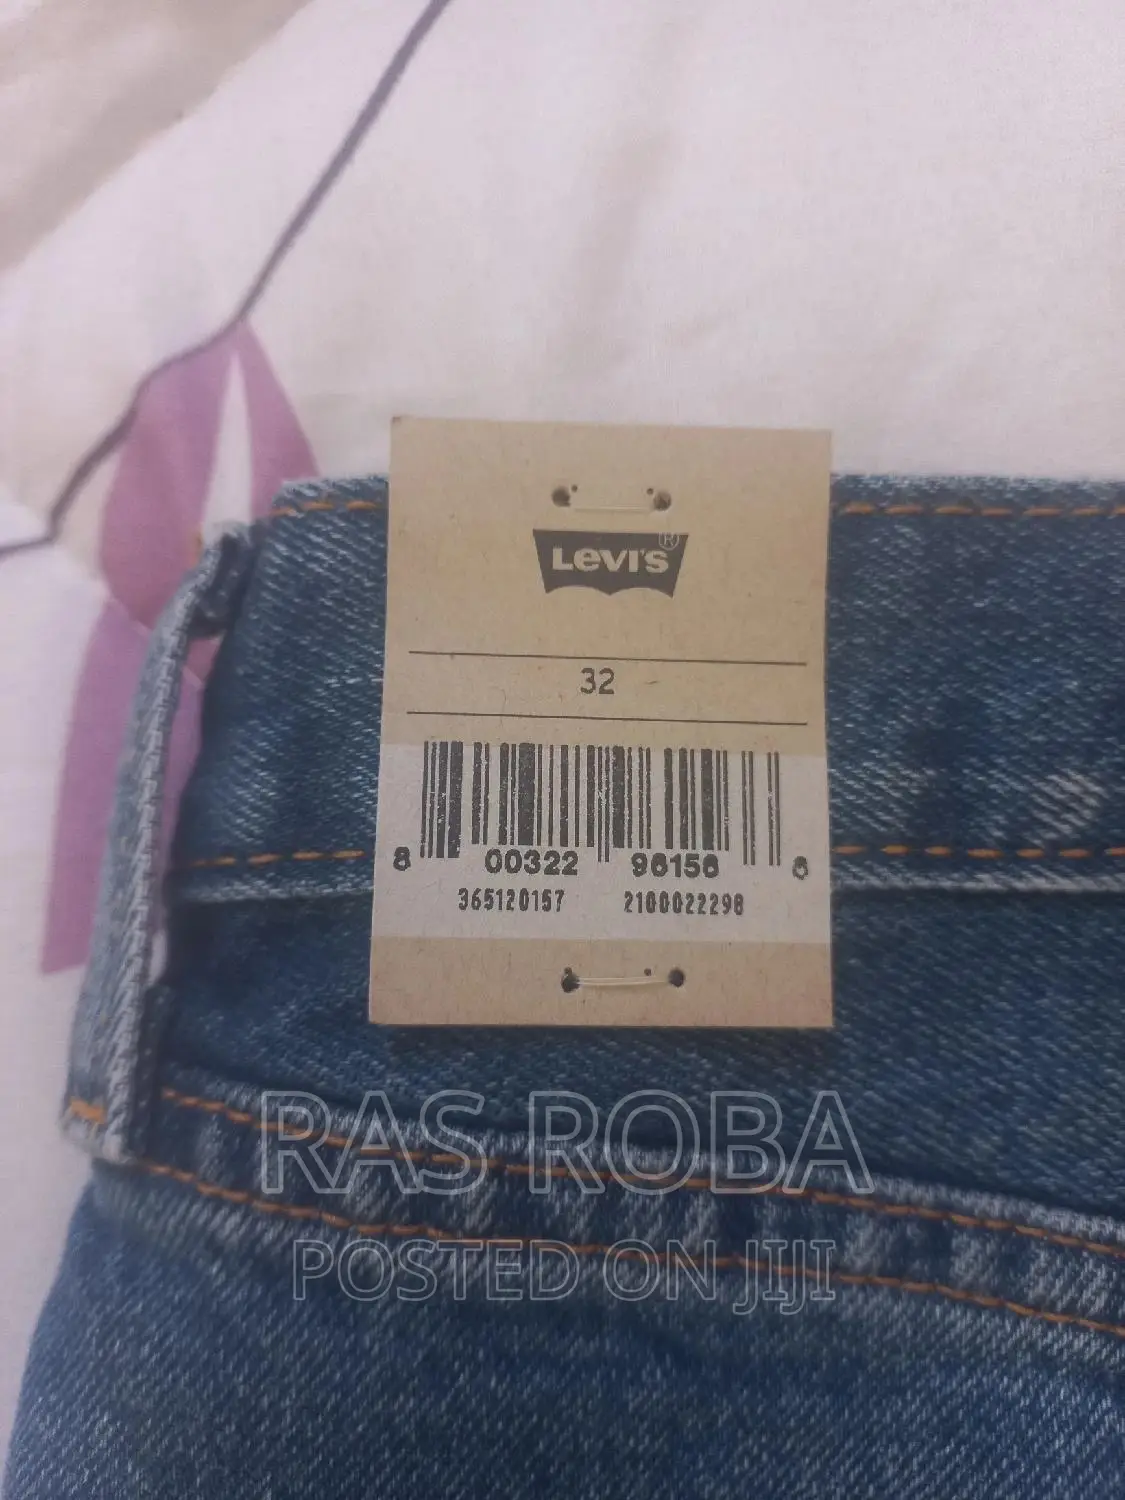 LEVI'S®
32
8 00322 96156 6
365120157 2100022298
RAS ROBA
POSTED ON JIJI